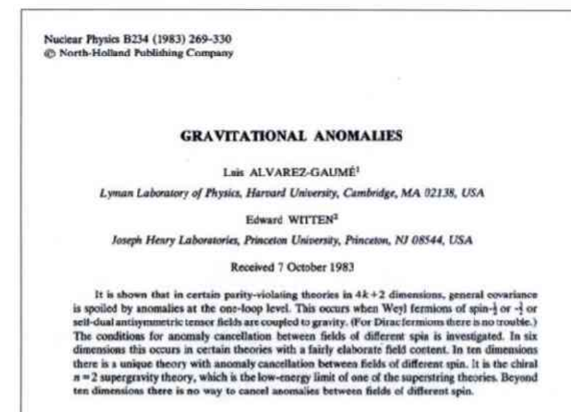 Nuclear Physics B234 (1983) 269-330
© North-Holland Publishing Company
GRAVITATIONAL ANOMALIES
Luis ALVAREZ-GAUMÉ¹
Lyman Laboratory of Physics, Harvard University, Cambridge, MA 02138, USA
Edward WITTEN²
Joseph Henry Laboratories, Princeton University, Princeton, NJ 08544, USA
Received 7 October 1983
It is shown that in certain parity-violating theories in 4k+2 dimensions, general covariance
is spoiled by anomalies at the one-loop level. This occurs when Weyl fermions of spin-½ or -³⁄₂ or
self-dual antisymmetric tensor fields are coupled to gravity. (For Dirac fermions there is no trouble.)
The conditions for anomaly cancellation between fields of different spin is investigated. In six
dimensions this occurs in certain theories with a fairly elaborate field content. In ten dimensions
there is a unique theory with anomaly cancellation between fields of different spin. It is the chiral
n = 2 supergravity theory, which is the low-energy limit of one of the superstring theories. Beyond
ten dimensions there is no way to cancel anomalies between fields of different spin.